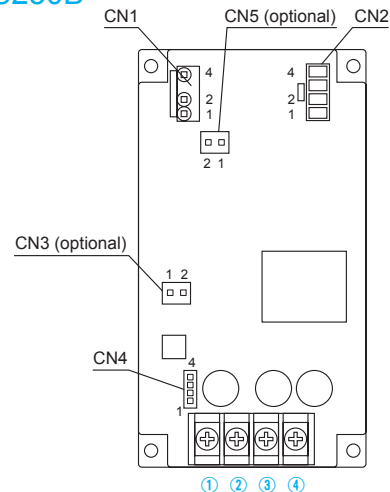 CN1
CN5 (optional)
CN2
4
2
1
4
2
1
2 1
CN3 (optional)
1 2
CN4
4
1
① ② ③ ④